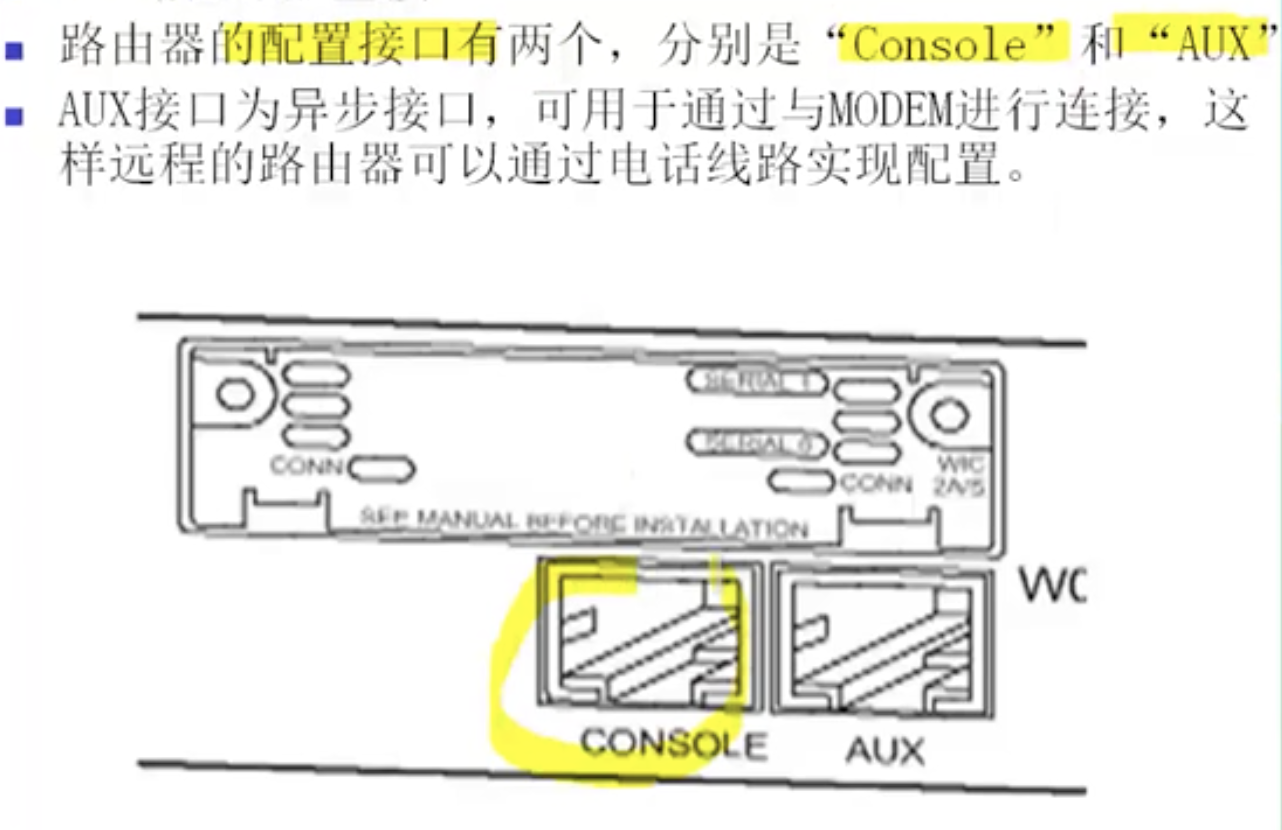 路由器的配置接口有两个，分别是“Console”和“AUX”
AUX接口为异步接口，可用于通过与MODEM进行连接，这
样远程的路由器可以通过电话线路实现配置。
SERIAL 1
SERIAL 0
CONN
CONN
WIC
2A/S
SEE MANUAL BEFORE INSTALLATION
CONSOLE
AUX